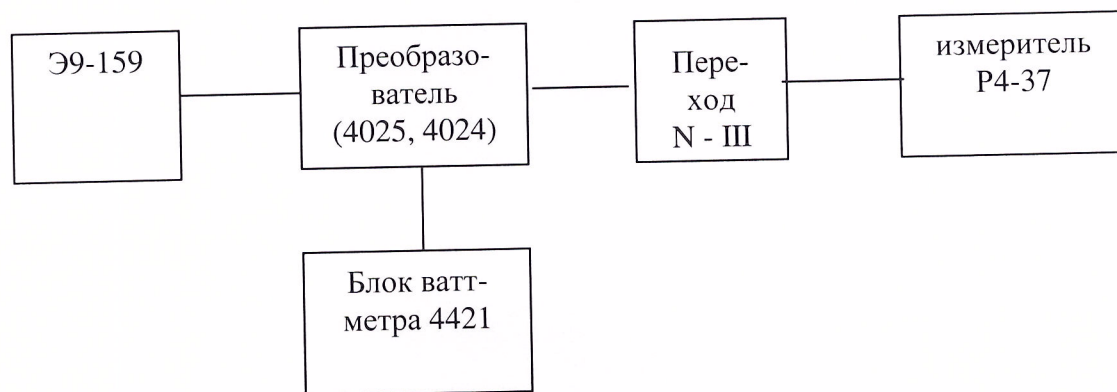 Э9-159
Преобразо-
ватель
(4025, 4024)
Пере-
ход
N - III
измеритель
Р4-37
Блок ватт-
метра 4421